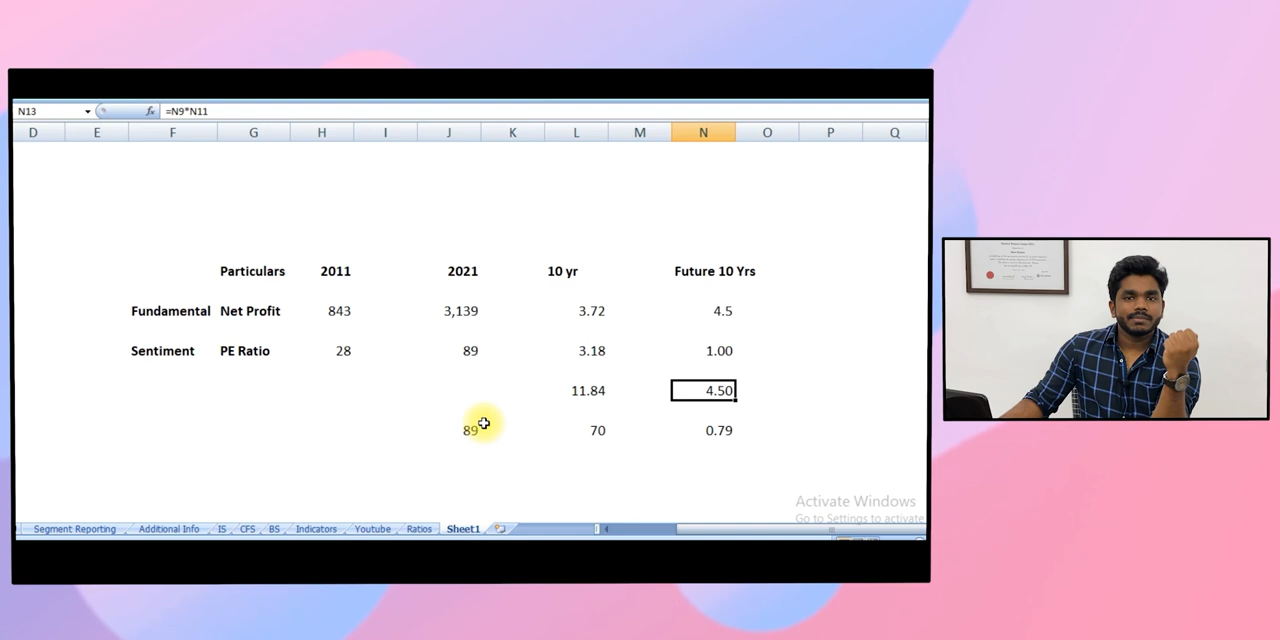 N13 fx =N9*N11
D E F G H I J K L M N O P Q
Particulars 2011 2021 10 yr Future 10 Yrs
Fundamental Net Profit 843 3,139 3.72 4.5
Sentiment PE Ratio 28 89 3.18 1.00
11.84 4.50
89 70 0.79
Activate Windows
Go to Settings to activate
Segment Reporting Additional Info IS CFS BS Indicators Youtube Ratios Sheet1